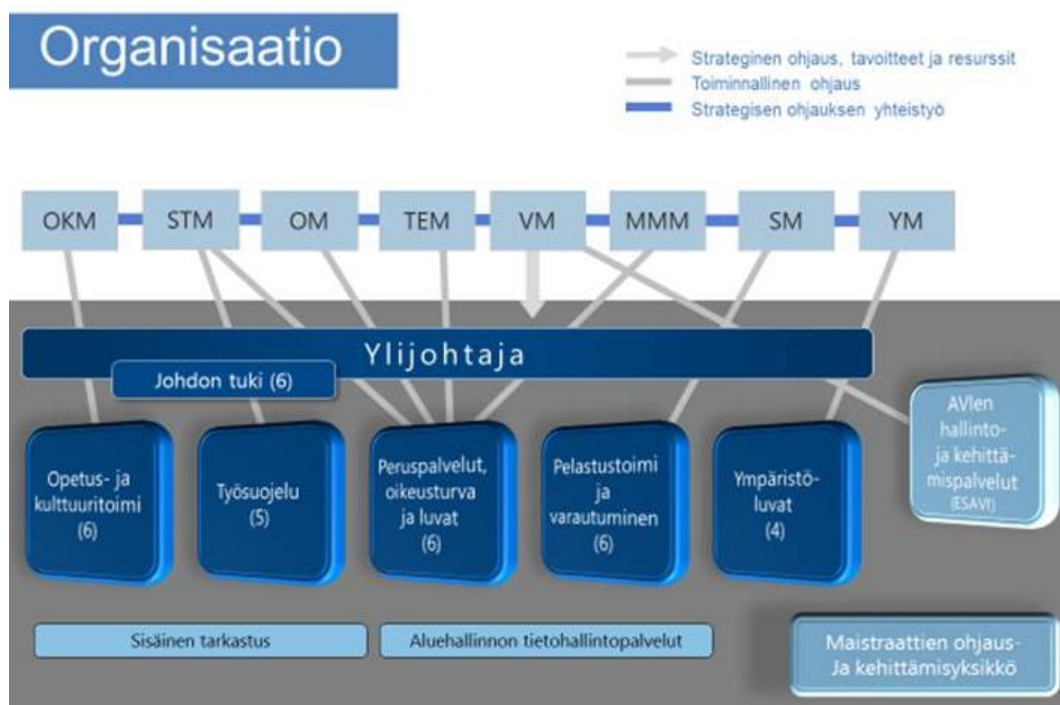 Organisaatio
Strateginen ohjaus, tavoitteet ja resurssit
Toiminnallinen ohjaus
Strategisen ohjauksen yhteistyö
OKM
STM
OM
TEM
VM
MMM
SM
YM
Ylijohtaja
Johdon tuki (6)
Opetus- ja
kulttuuritoimi
(6)
Työsuojelu
(5)
Peruspalvelut,
oikeusturva
ja luvat
(6)
Pelastustoimi
ja
varautuminen
(6)
Ympäristö-
luvat
(4)
AVIen
hallinto-
ja kehittä-
mispalvelut
(ESAVI)
Sisäinen tarkastus
Aluehallinnon tietohallintopalvelut
Maistraattien ohjaus-
Ja kehittämisyksikkö